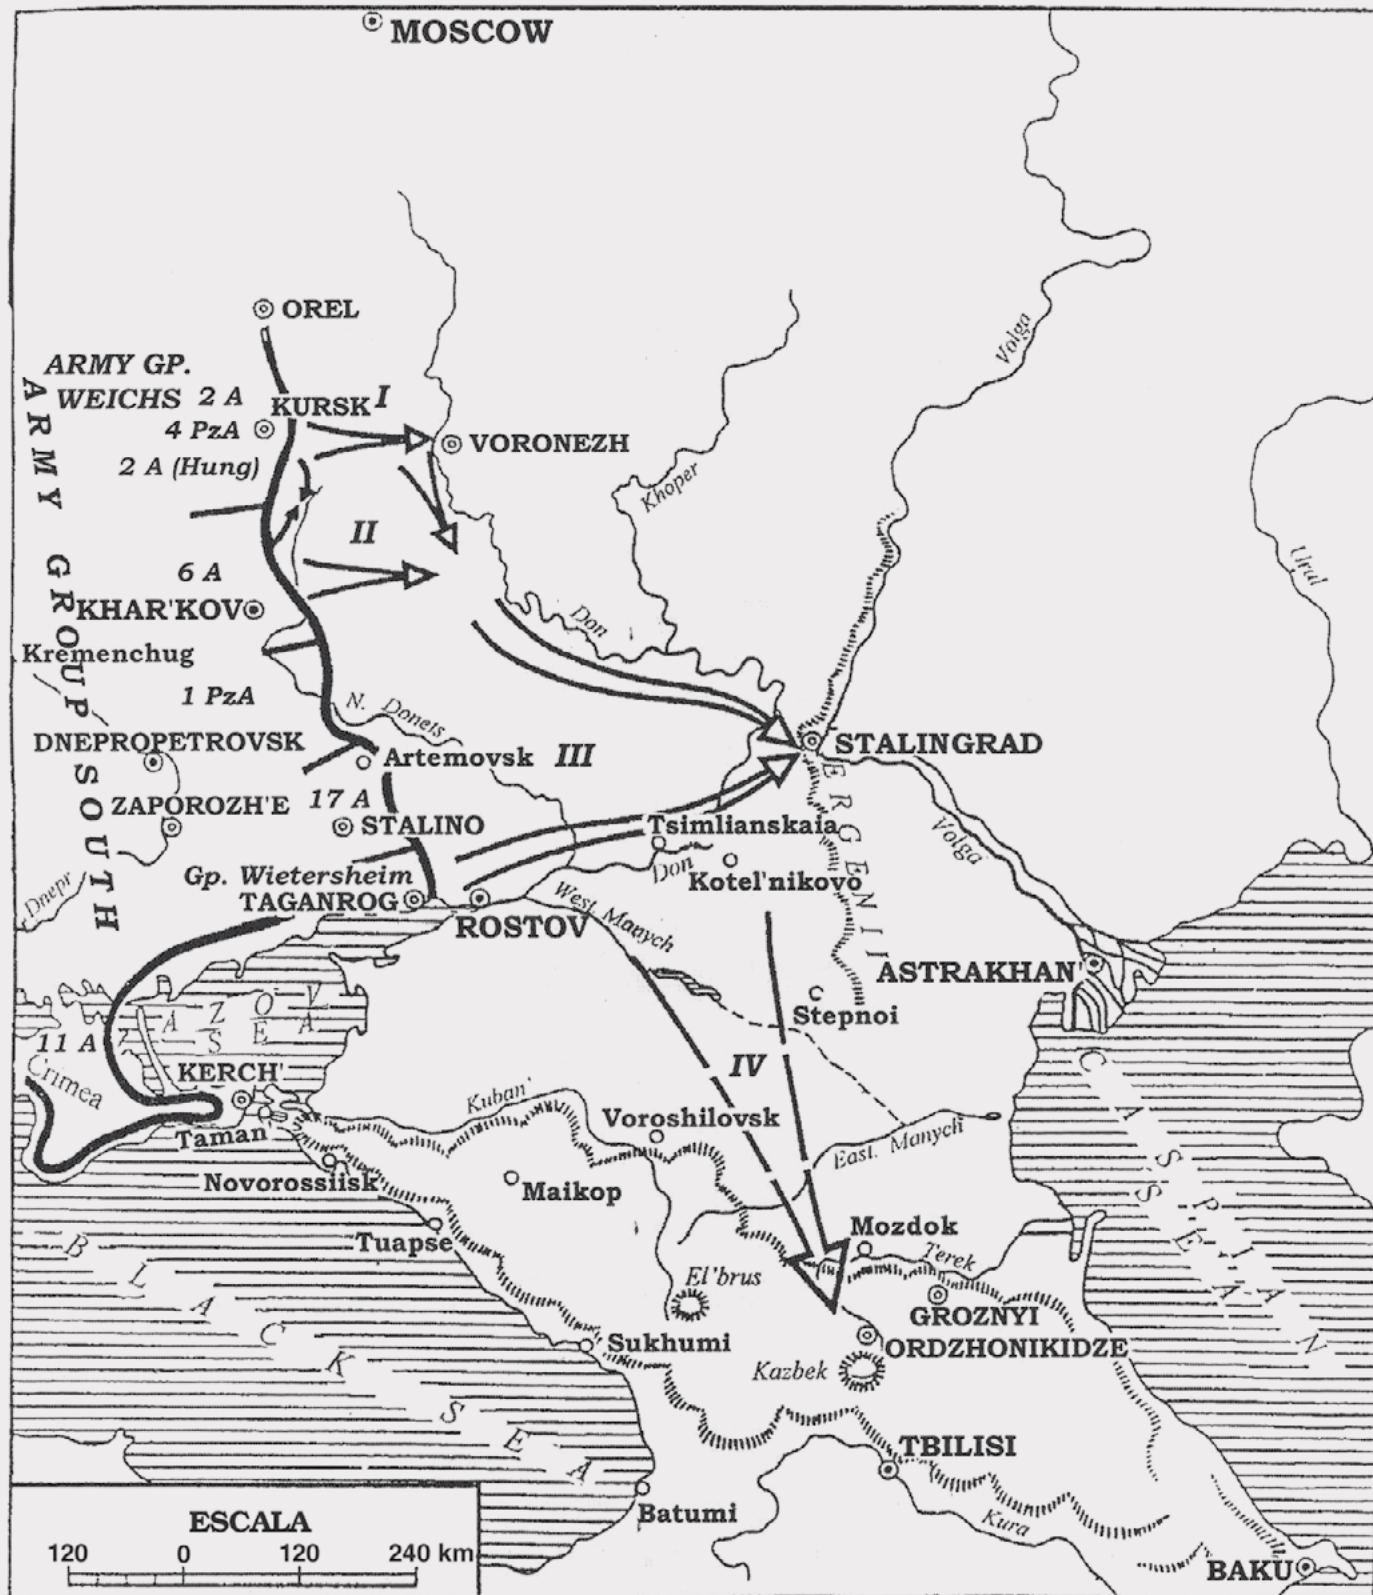 MOSCOW
OREL
ARMY GP.
WEICHS 2 A
KURSK I
4 PzA
VORONEZH
2 A (Hung)
Volga
Khoper
II
6 A
KHAR'KOV
Ural
Don
Kremenchug
1 PzA
N. Donets
DNEPROPETROVSK
Artemovsk III
STALINGRAD
ZAPOROZH'E
17 A
STALINO
Tsimlianskaia
Volga
ERGENII
Don
Kotel'nikovo
Gp. Wietersheim
TAGANROG
Dnepr
ARMY GROUP SOUTH
ROSTOV
West. Manych
ASTRAKHAN'
Stepnoi
AZOV
SEA
11 A
Crimea
KERCH'
IV
Kuban'
Voroshilovsk
Taman'
East. Manych
Novorossiisk
Maikop
CASPIAN
SEA
Tuapse
Mozdok
Terek
El'brus
GROZNYI
ORDZHONIKIDZE
Sukhumi
Kazbek
BLACK SEA
TBILISI
Batumi
Kura
BAKU
ESCALA
120 0 120 240 km